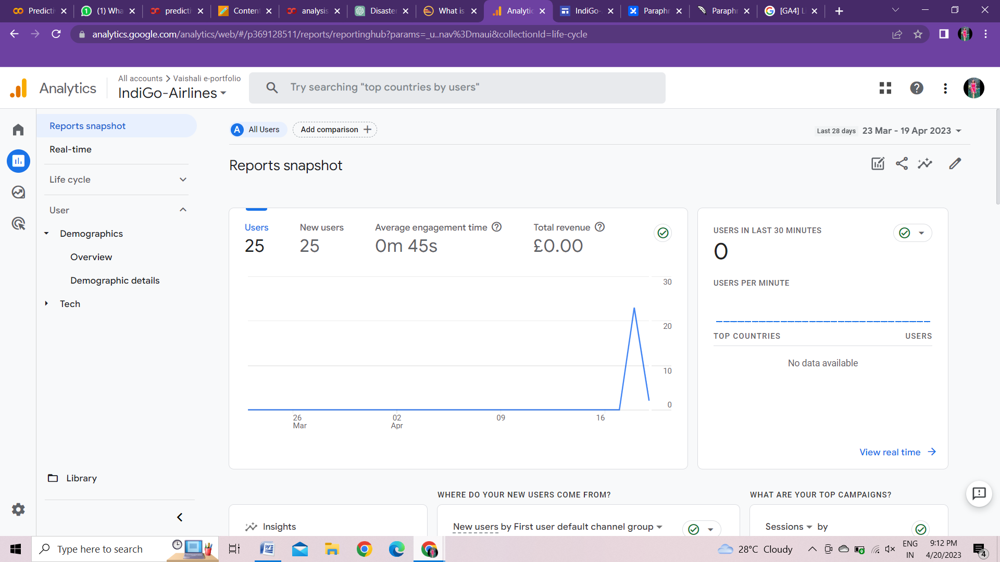 Predicti
(1) Wha
predictiv
Conten
analysis
Disaster
What is
Analytic
IndiGo-
Paraphr
Paraphr
[GA4] Li
analytics.google.com/analytics/web/#/p369128511/reports/reportinghub?params=_u..nav%3Dmaui&collectionId=life-cycle
Analytics
All accounts > Vaishali e-portfolio
IndiGo-Airlines
Try searching "top countries by users"
Reports snapshot
Real-time
Life cycle
User
Demographics
Overview
Demographic details
Tech
Library
A All Users
Add comparison +
Last 28 days 23 Mar - 19 Apr 2023
Reports snapshot
Users
25
New users
25
Average engagement time
0m 45s
Total revenue
£0.00
30
20
10
0
26
Mar
02
Apr
09
16
USERS IN LAST 30 MINUTES
0
USERS PER MINUTE
TOP COUNTRIES USERS
No data available
View real time
Insights
WHERE DO YOUR NEW USERS COME FROM?
New users by First user default channel group
WHAT ARE YOUR TOP CAMPAIGNS?
Sessions by
Type here to search
28°C Cloudy
ENG
IN
9:12 PM
4/20/2023
4